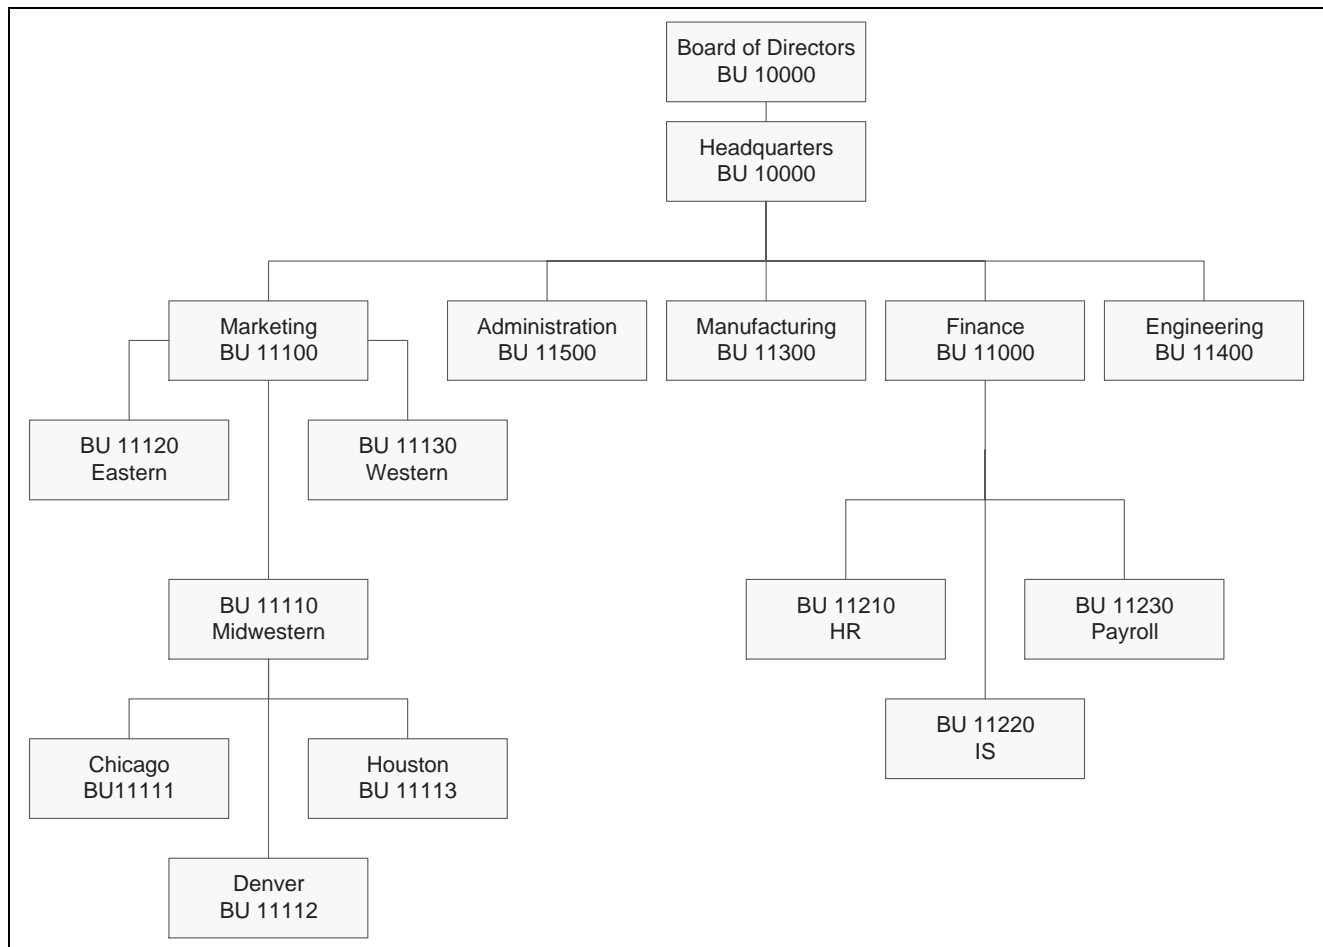 Board of Directors
BU 10000
Headquarters
BU 10000
Marketing
BU 11100
Administration
BU 11500
Manufacturing
BU 11300
Finance
BU 11000
Engineering
BU 11400
BU 11120
Eastern
BU 11130
Western
BU 11110
Midwestern
BU 11210
HR
BU 11230
Payroll
BU 11220
IS
Chicago
BU11111
Houston
BU 11113
Denver
BU 11112